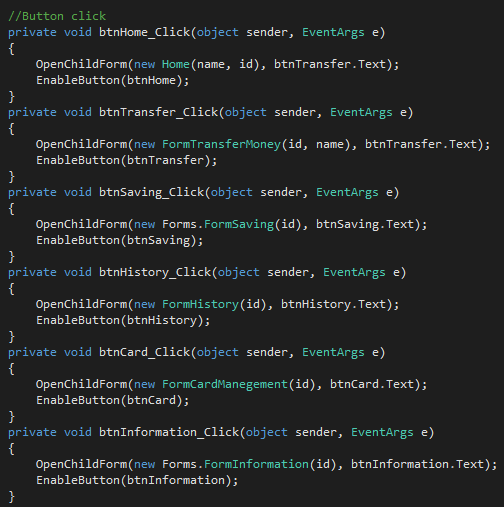 //Button click
private void btnHome_Click(object sender, EventArgs e)
{
    OpenChildForm(new Home(name, id), btnTransfer.Text);
    EnableButton(btnHome);
}
private void btnTransfer_Click(object sender, EventArgs e)
{
    OpenChildForm(new FormTransferMoney(id, name), btnTransfer.Text);
    EnableButton(btnTransfer);
}
private void btnSaving_Click(object sender, EventArgs e)
{
    OpenChildForm(new Forms.FormSaving(id), btnSaving.Text);
    EnableButton(btnSaving);
}
private void btnHistory_Click(object sender, EventArgs e)
{
    OpenChildForm(new FormHistory(id), btnHistory.Text);
    EnableButton(btnHistory);
}
private void btnCard_Click(object sender, EventArgs e)
{
    OpenChildForm(new FormCardManegement(id), btnCard.Text);
    EnableButton(btnCard);
}
private void btnInformation_Click(object sender, EventArgs e)
{
    OpenChildForm(new Forms.FormInformation(id), btnInformation.Text);
    EnableButton(btnInformation);
}